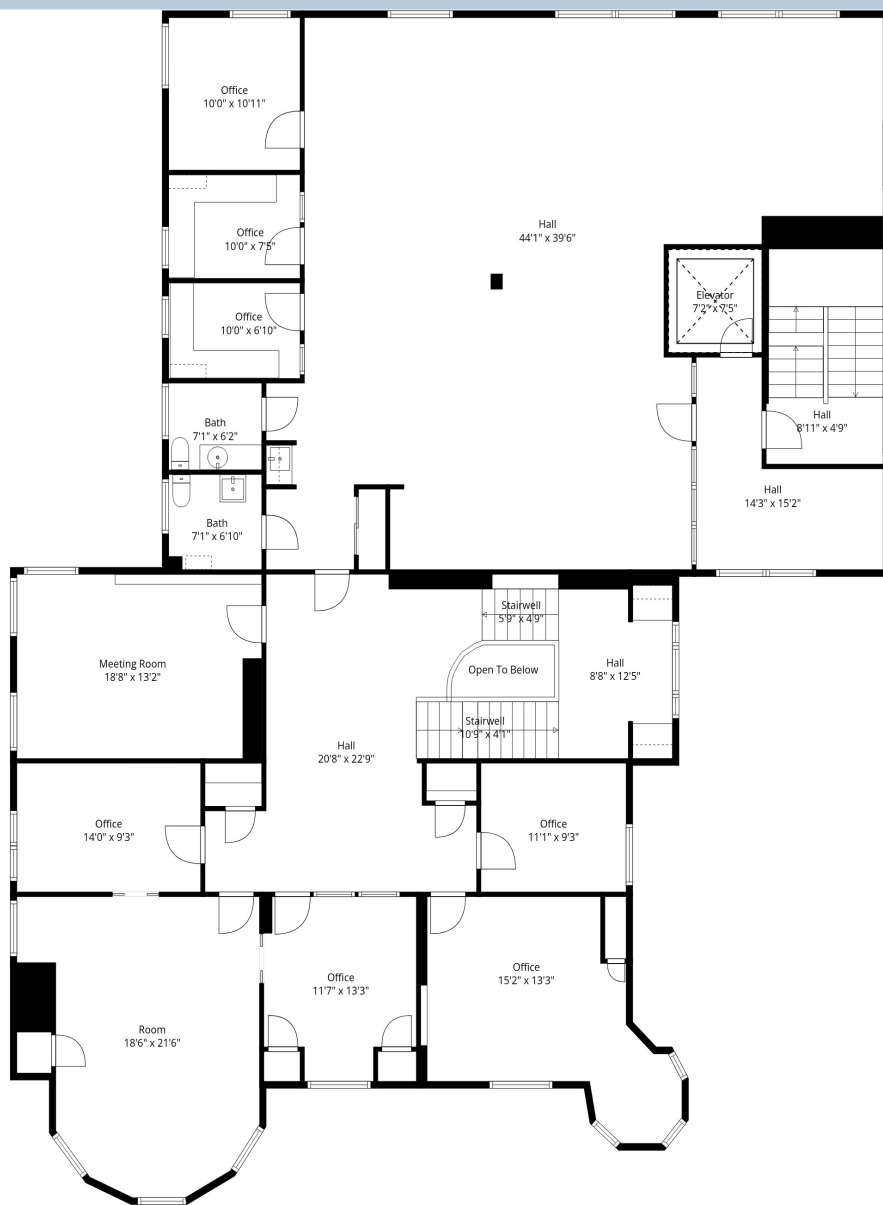 Office
10'0" x 10'11"
Office
10'0" x 7'5"
Hall
44'1" x 39'6"
Elevator
7'2" x 7'5"
Office
10'0" x 6'10"
Bath
7'1" x 6'2"
Hall
8'11" x 4'9"
Hall
14'3" x 15'2"
Bath
7'1" x 6'10"
Stairwell
5'9" x 4'9"
Meeting Room
18'8" x 13'2"
Open To Below
Hall
8'8" x 12'5"
Stairwell
10'9" x 4'1"
Hall
20'8" x 22'9"
Office
14'0" x 9'3"
Office
11'1" x 9'3"
Office
11'7" x 13'3"
Office
15'2" x 13'3"
Room
18'6" x 21'6"